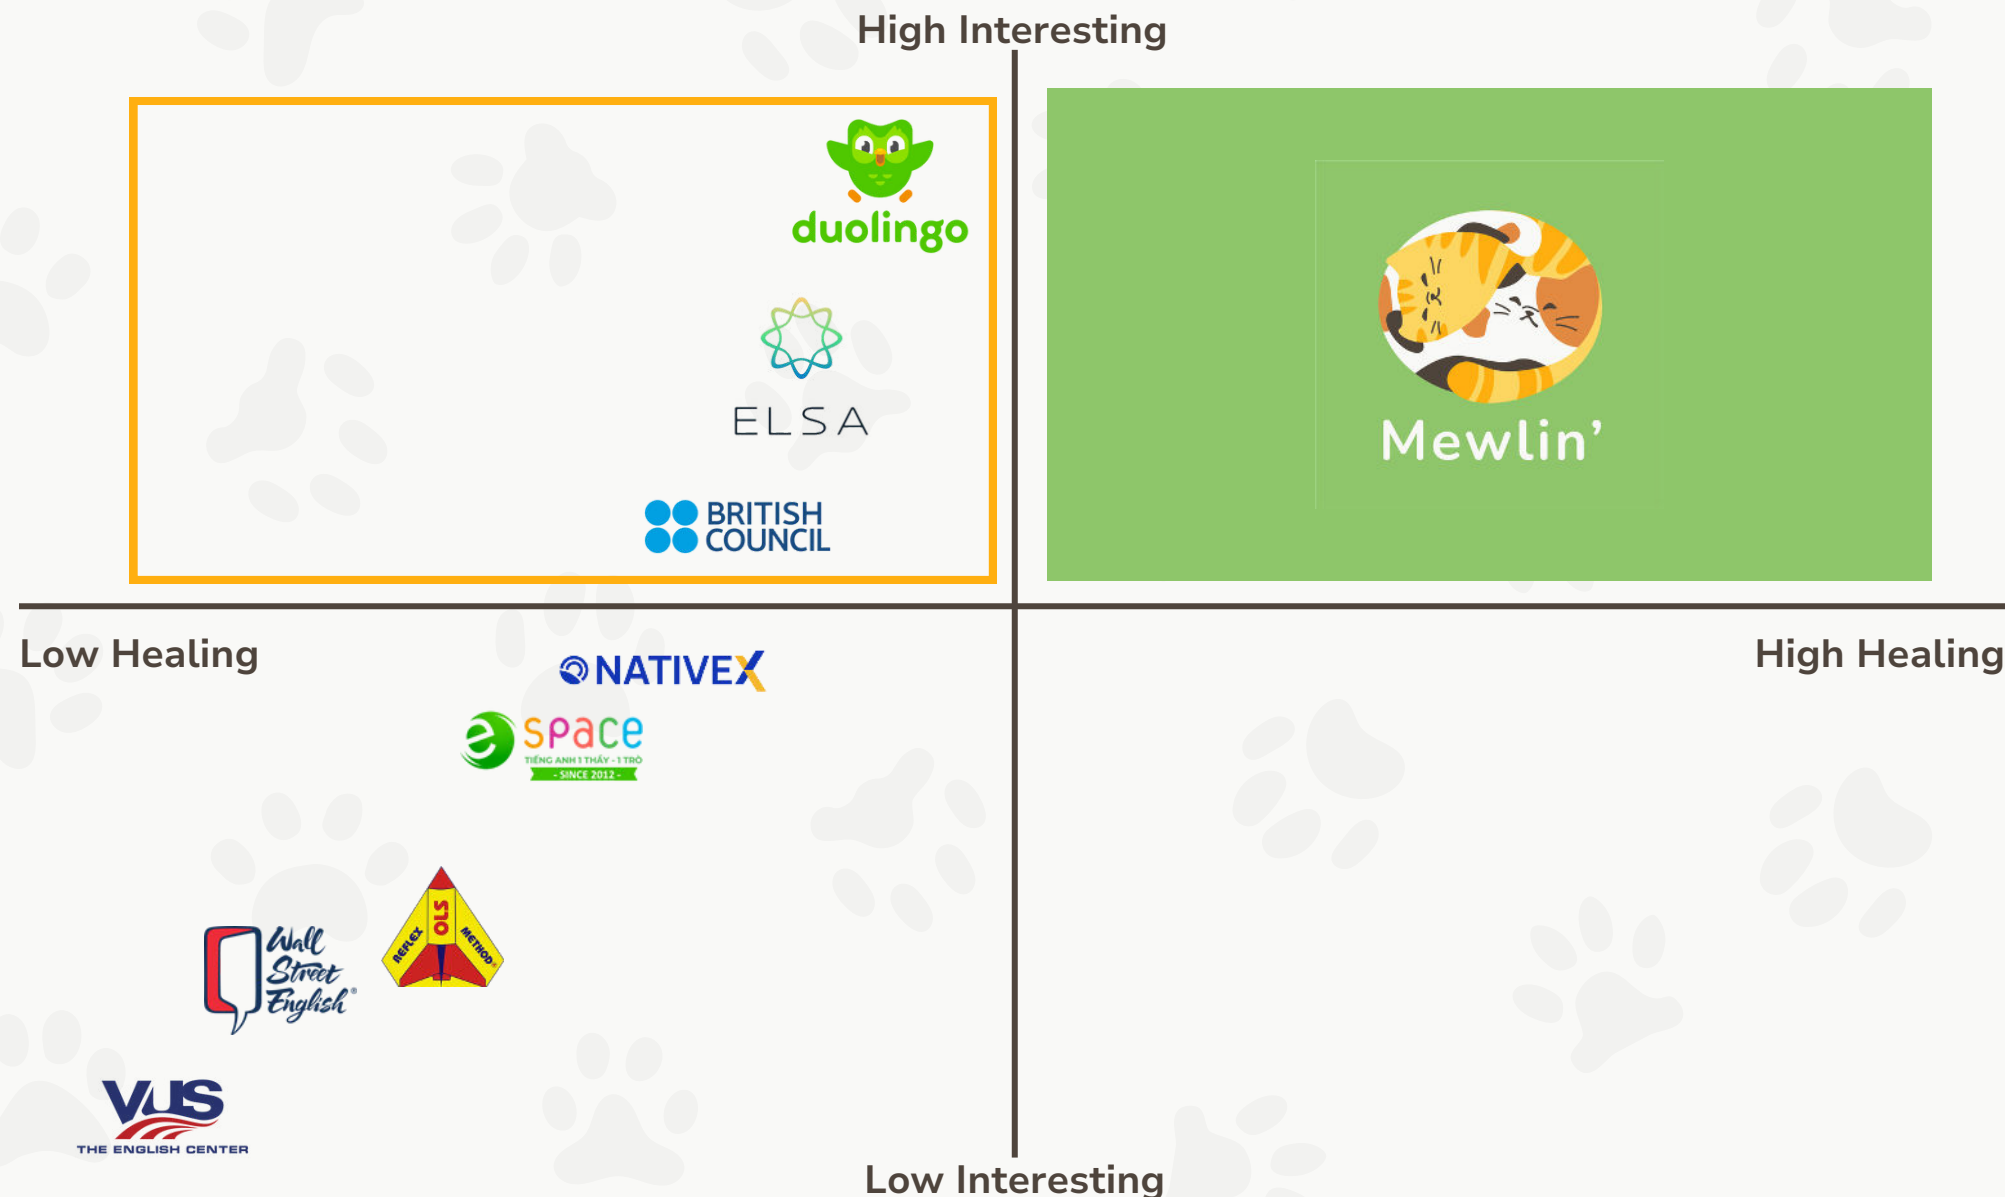 High Interesting
duolingo
ELSA
BRITISH
COUNCIL
Mewlin’
Low Healing
High Healing
NATIVEX
e space
TIẾNG ANH 1 THẦY - 1 TRÒ
- SINCE 2012 -
OLS
REFLEX METHOD®
Wall
Street
English®
VUS
THE ENGLISH CENTER
Low Interesting